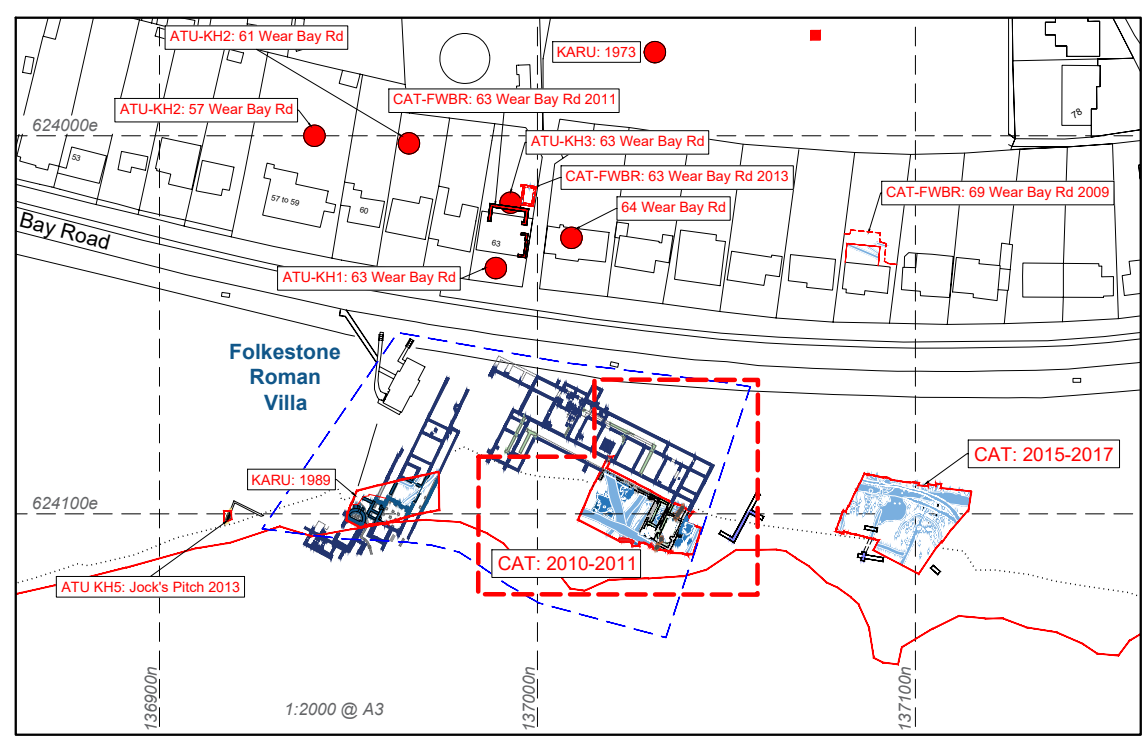 ATU-KH2: 61 Wear Bay Rd
KARU: 1973
ATU-KH2: 57 Wear Bay Rd
CAT-FWBR: 63 Wear Bay Rd 2011
78
624000e
ATU-KH3: 63 Wear Bay Rd
53
CAT-FWBR: 63 Wear Bay Rd 2013
CAT-FWBR: 69 Wear Bay Rd 2009
57 to 59
60
64 Wear Bay Rd
Bay Road
63
ATU-KH1: 63 Wear Bay Rd
Folkestone
Roman
Villa
CAT: 2015-2017
KARU: 1989
624100e
CAT: 2010-2011
ATU KH5: Jock's Pitch 2013
136900n
1:2000 @ A3
137000n
137100n